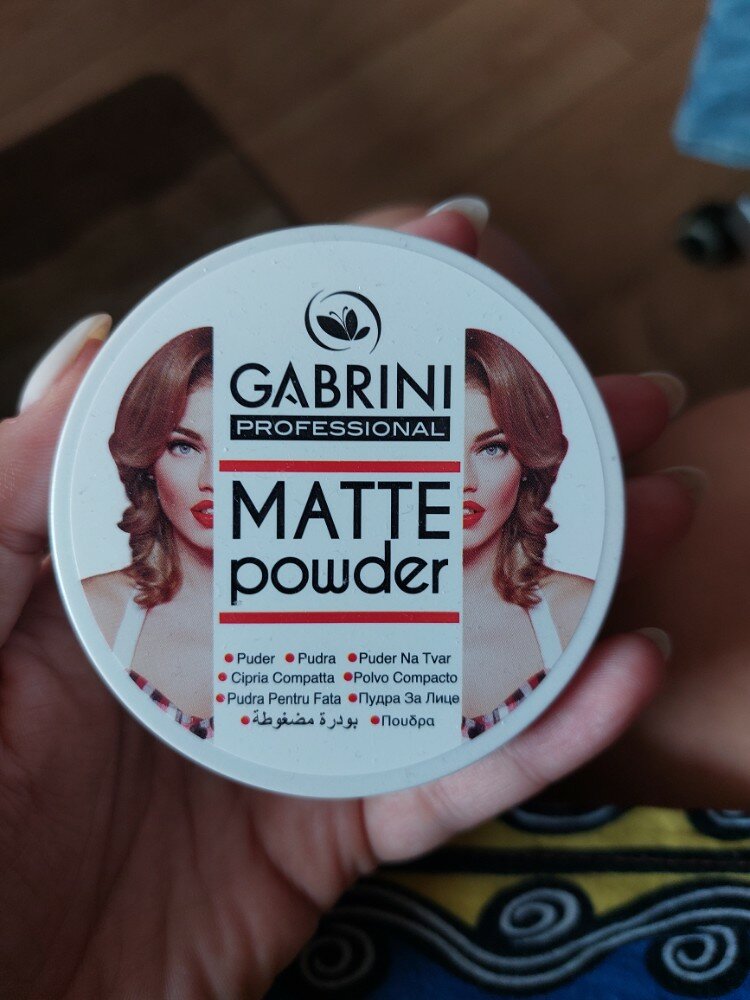 GABRINI
PROFESSIONAL
MATTE
powder
• Puder • Pudra • Puder Na Tvar
• Cipria Compatta • Polvo Compacto
• Pudra Pentru Fata • Пудра За Лице
• بودرة مضغوطة • Πουδρα